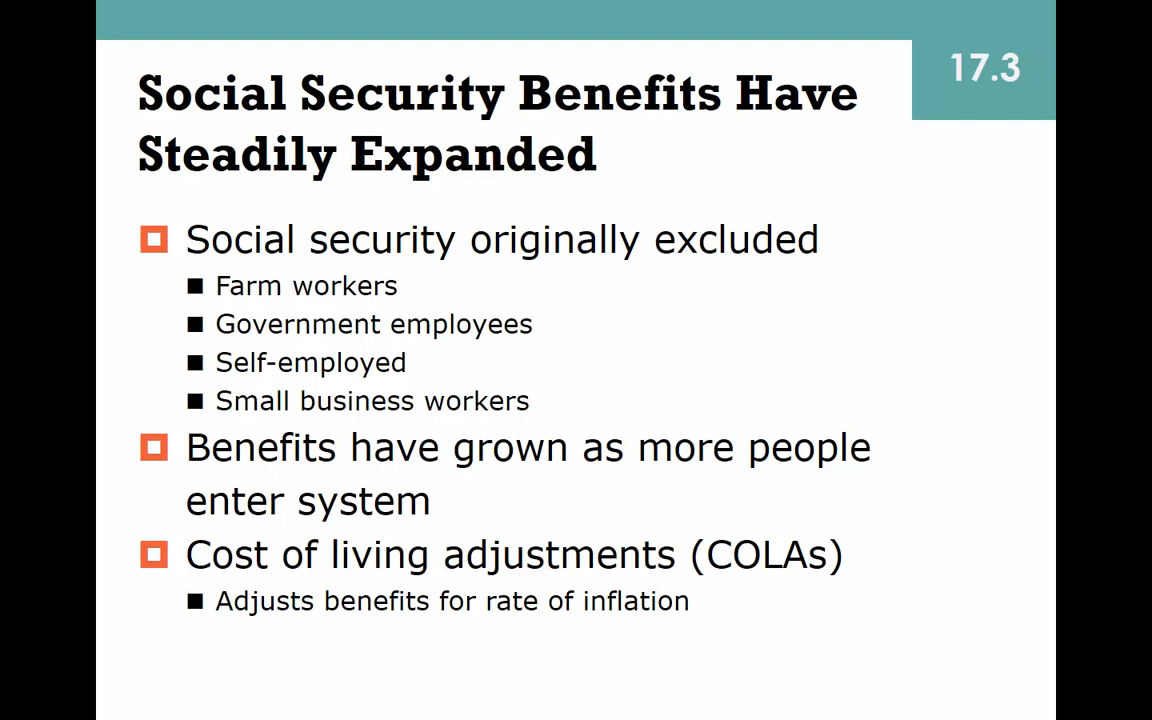 17.3
Social Security Benefits Have
Steadily Expanded
Social security originally excluded
Farm workers
Government employees
Self-employed
Small business workers
Benefits have grown as more people
enter system
Cost of living adjustments (COLAs)
Adjusts benefits for rate of inflation